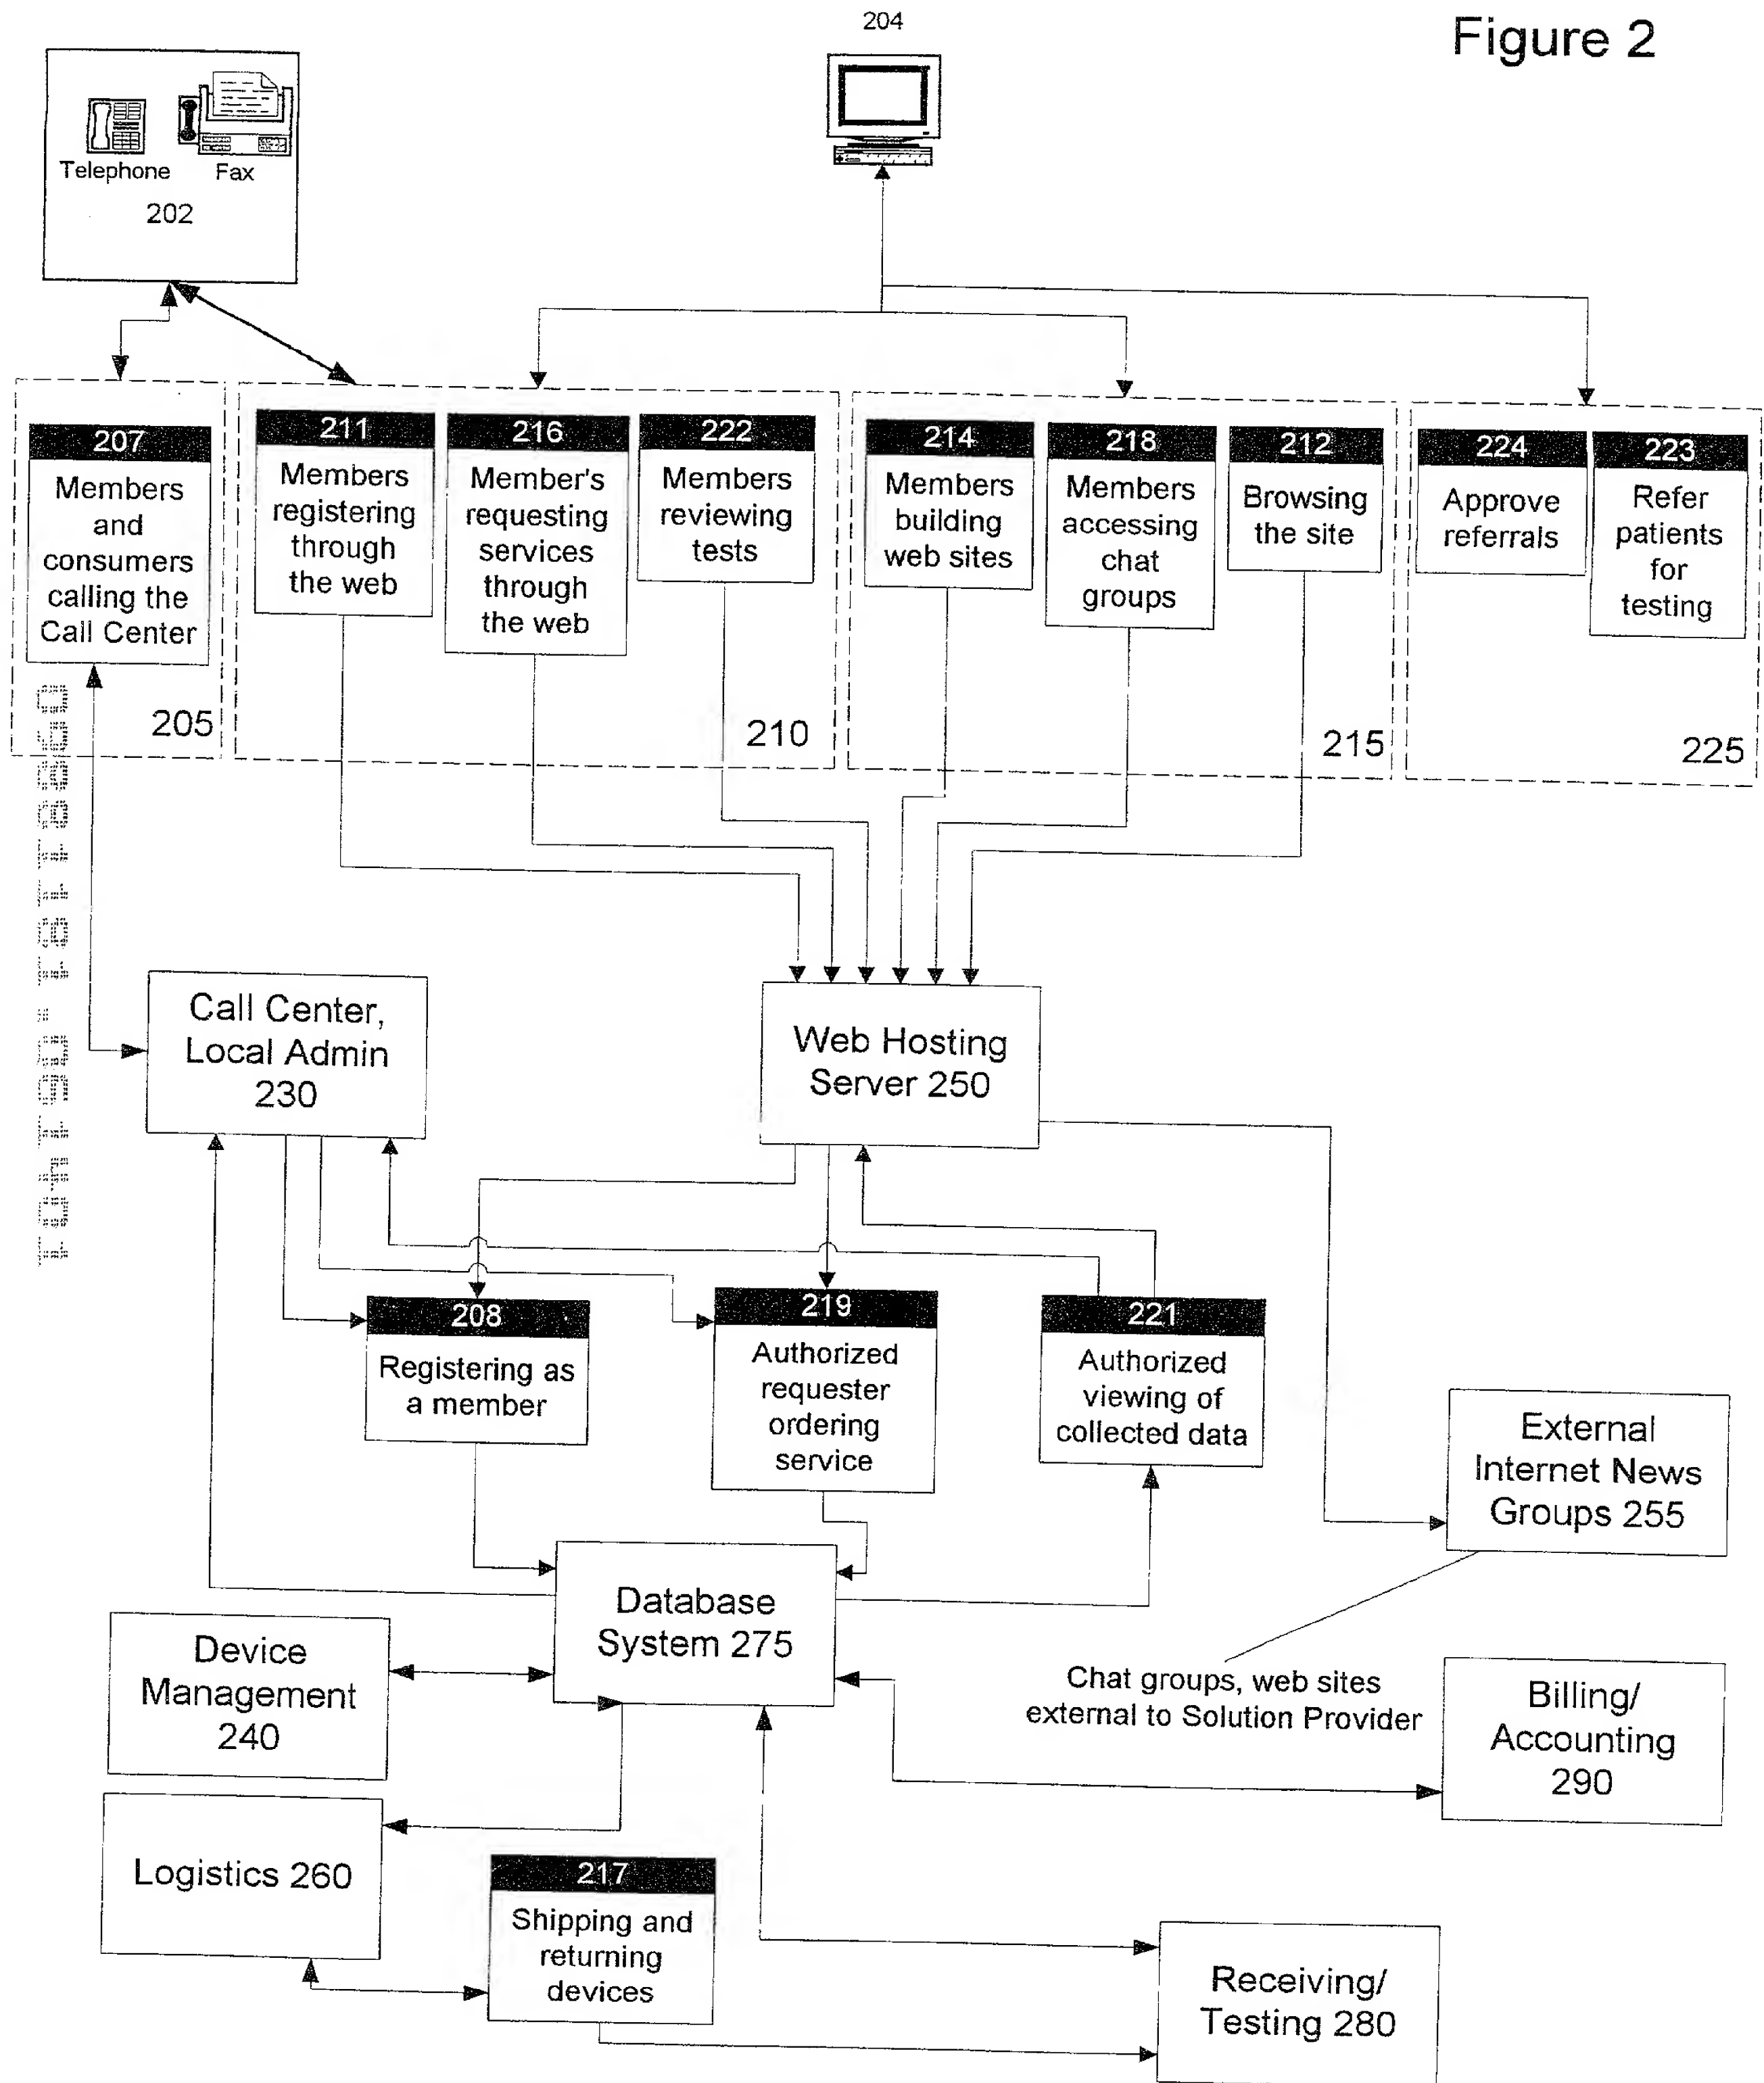 Figure 2
204
Telephone
Fax
202
207
Members
and
consumers
calling the
Call Center
205
211
Members
registering
through
the web
216
Member's
requesting
services
through
the web
222
Members
reviewing
tests
210
214
Members
building
web sites
218
Members
accessing
chat
groups
212
Browsing
the site
215
224
Approve
referrals
223
Refer
patients
for
testing
225
Call Center,
Local Admin
230
Web Hosting
Server 250
208
Registering as
a member
219
Authorized
requester
ordering
service
221
Authorized
viewing of
collected data
External
Internet News
Groups 255
Database
System 275
Device
Management
240
Chat groups, web sites
external to Solution Provider
Billing/
Accounting
290
Logistics 260
217
Shipping and
returning
devices
Receiving/
Testing 280